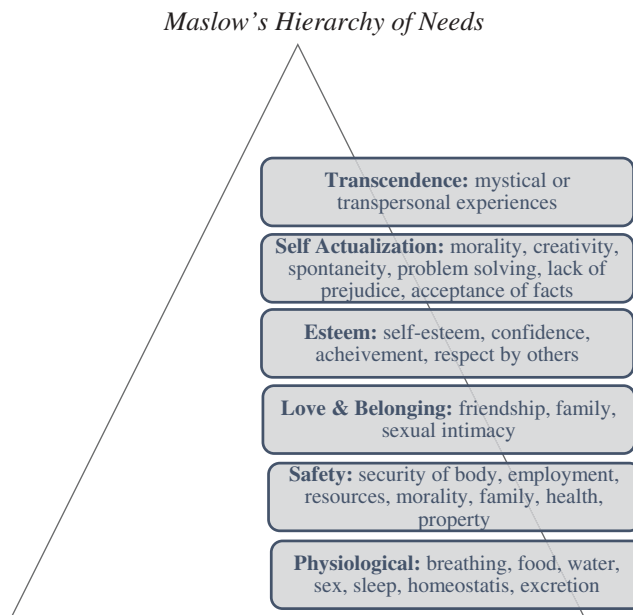 Maslow's Hierarchy of Needs
Transcendence: mystical or
transpersonal experiences
Self Actualization: morality, creativity,
spontaneity, problem solving, lack of
prejudice, acceptance of facts
Esteem: self-esteem, confidence,
acheivement, respect by others
Love & Belonging: friendship, family,
sexual intimacy
Safety: security of body, employment,
resources, morality, family, health,
property
Physiological: breathing, food, water,
sex, sleep, homeostatis, excretion